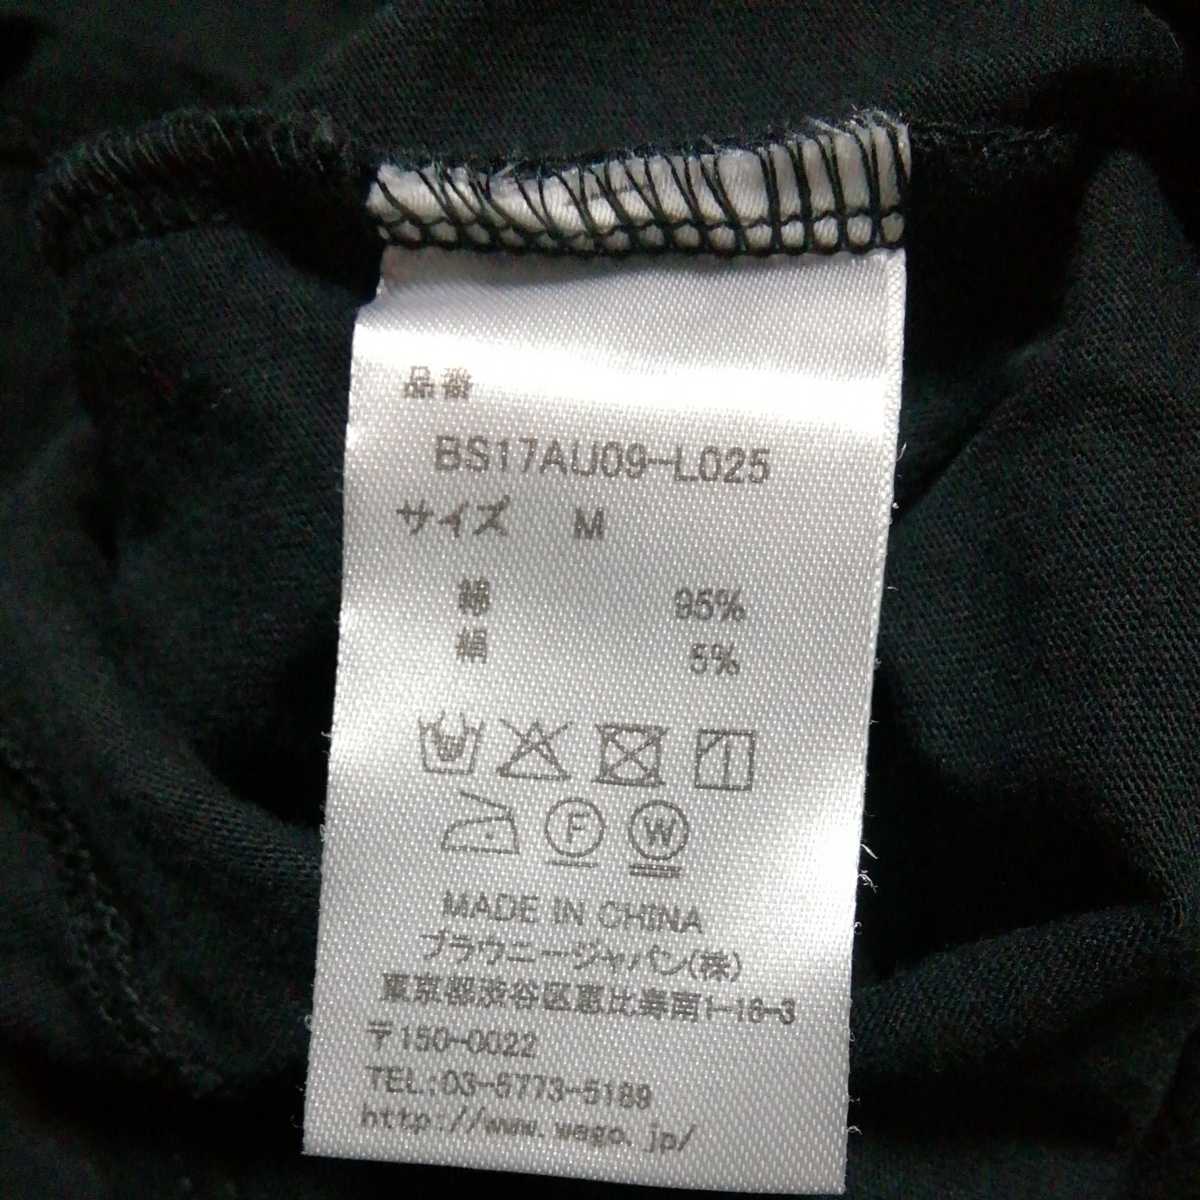 品番
BS17AU09-L025
サイズ M
綿 95%
絹 5%
F W
MADE IN CHINA
ブラウニージャパン(株)
東京都渋谷区恵比寿南1-16-3
〒150-0022
TEL:03-5773-5189
http://www.wego.jp/